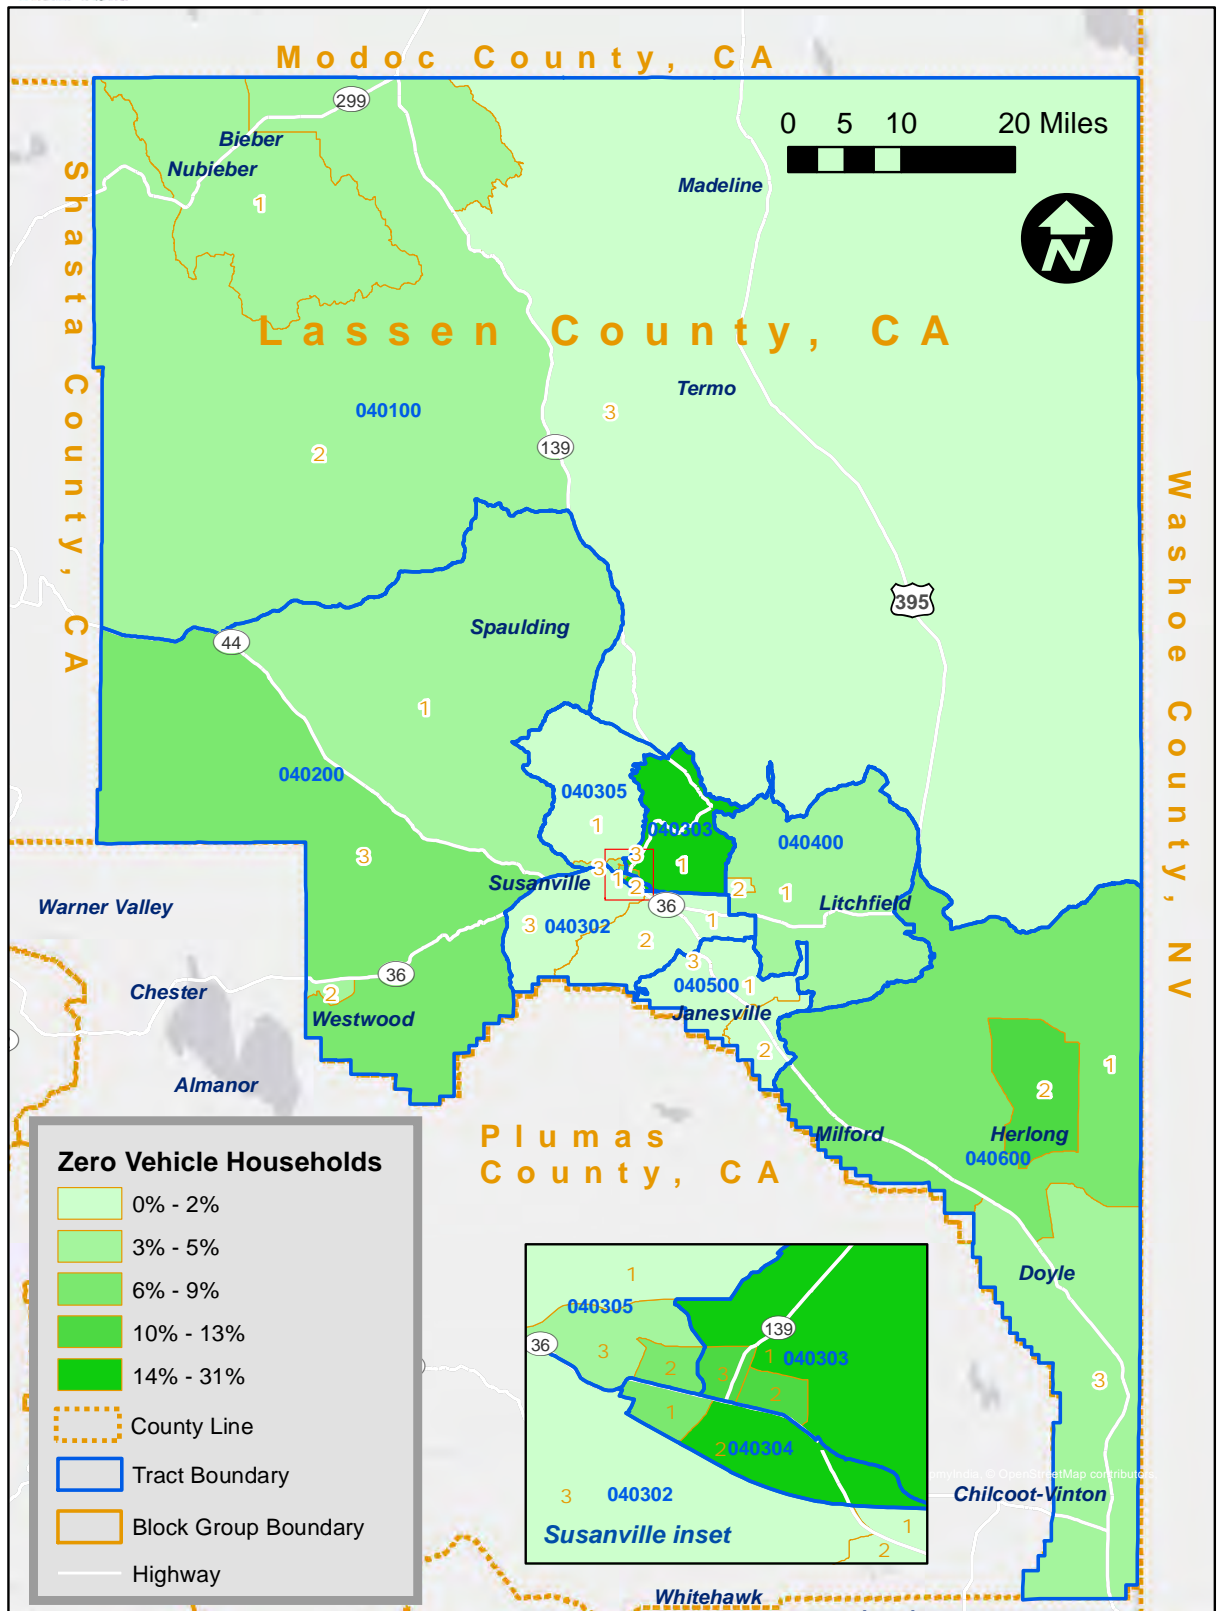 Modoc County, CA
299
0 5 10 20 Miles
Bieber
Nubieber
Madeline
1
N
Shasta County, CA
Lassen County, CA
Termo
040100
3
2
139
Washoe County, NV
395
Spaulding
44
1
040200
040305
1
040303
040400
3
3
3
1
1
2
1
Susanville
2
36
Litchfield
1
Warner Valley
3
040302
2
3
36
040500
1
Chester
2
Westwood
Janesville
2
1
Almanor
2
Milford
Herlong
040600
Plumas
County, CA
Zero Vehicle Households
0% - 2%
3% - 5%
6% - 9%
10% - 13%
14% - 31%
County Line
Tract Boundary
Block Group Boundary
Highway
Doyle
1
040305
139
36
3
1
040303
2
3
2
3
1
2
040304
3
040302
1
2
Susanville inset
© OpenStreetMap contributors
Chilcoot-Vinton
Whitehawk